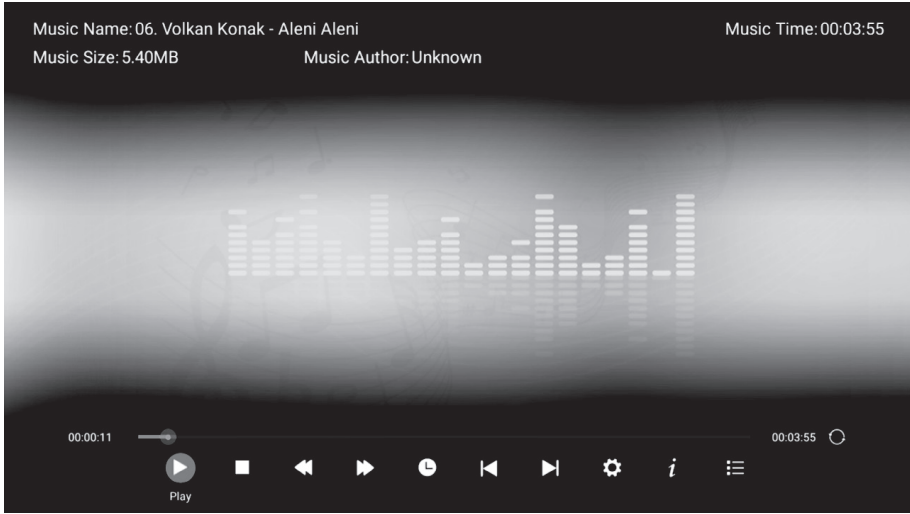 Music Name: 06. Volkan Konak - Aleni Aleni
Music Time: 00:03:55
Music Size: 5.40MB
Music Author: Unknown
00:00:11
00:03:55
Play